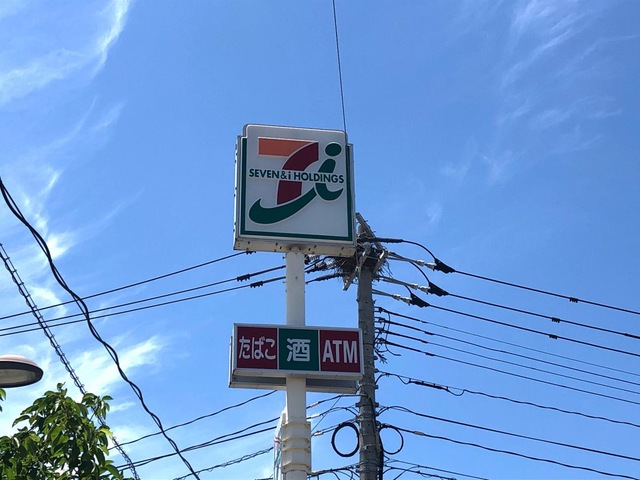 SEVEN&i HOLDINGS
たばこ 酒 ATM